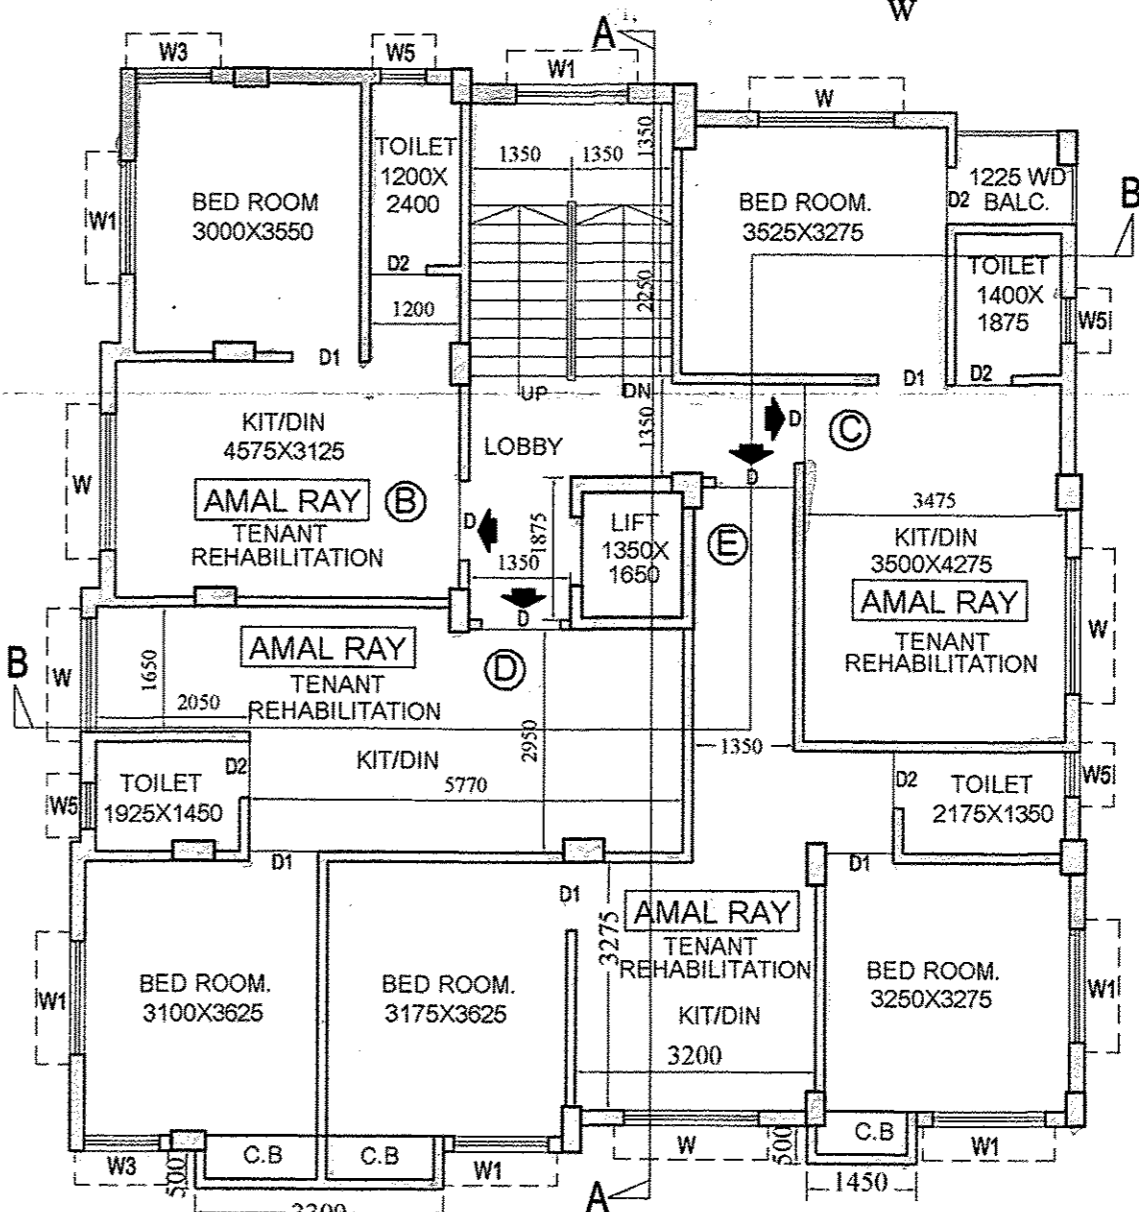 W
A
W3
W5
W1
W
BED ROOM
3000X3550
TOILET
1200X
2400
1350
1350
1350
BED ROOM.
3525X3275
D2
1225 WD
BALC.
B
W1
D2
1200
2250
TOILET
1400X
1875
W5
D1
D1
D2
UP
DN
KIT/DIN
4575X3125
LOBBY
1350
D
C
W
AMAL RAY
B
TENANT
REHABILITATION
D
1350
1875
LIFT
1350X
1650
D
E
3475
KIT/DIN
3500X4275
AMAL RAY
TENANT
REHABILITATION
W
D
B
W
1650
AMAL RAY
TENANT
REHABILITATION
D
2050
2950
1350
KIT/DIN
5770
W5
TOILET
1925X1450
D2
D2
TOILET
2175X1350
W5
D1
D1
D1
3275
AMAL RAY
TENANT
REHABILITATION
KIT/DIN
3200
W1
BED ROOM.
3100X3625
BED ROOM.
3175X3625
BED ROOM.
3250X3275
W1
W3
500
C.B
C.B
W1
W
500
C.B
W1
1450
A